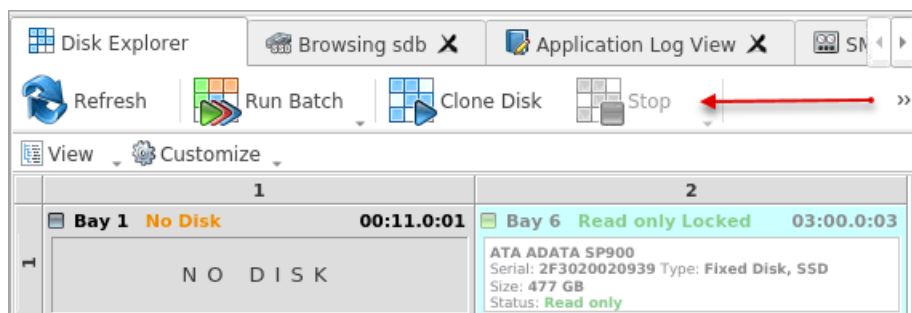 Disk Explorer Browsing sdb X Application Log View X
Refresh Run Batch Clone Disk Stop »
View Customize
1 2
Bay 1 No Disk 00:11.0:01 Bay 6 Read only Locked 03:00.0:03
1
NO DISK
ATA ADATA SP900
Serial: 2F3020020939 Type: Fixed Disk, SSD
Size: 477 GB
Status: Read only